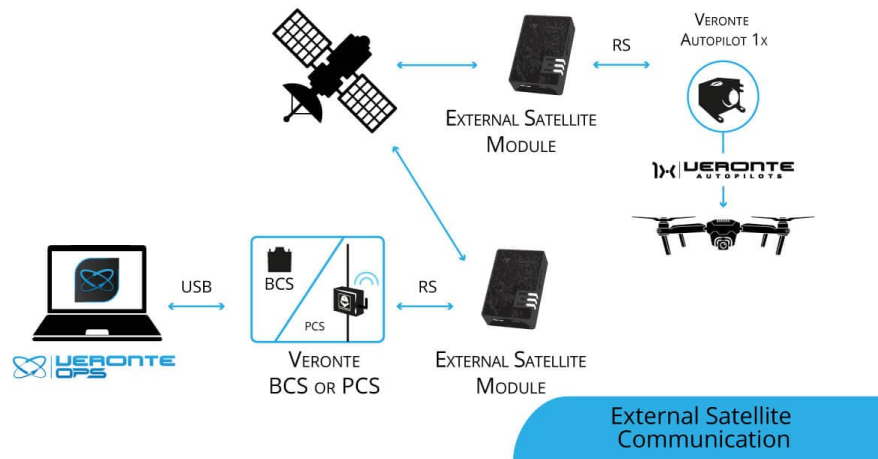 VERONTE
AUTOPILOT 1X
RS
EXTERNAL SATELLITE
MODULE
1X VERONTE
AUTOPILOTS
USB
BCS
PCS
RS
VERONTE
BCS OR PCS
EXTERNAL SATELLITE
MODULE
VERONTE
OPS
External Satellite
Communication